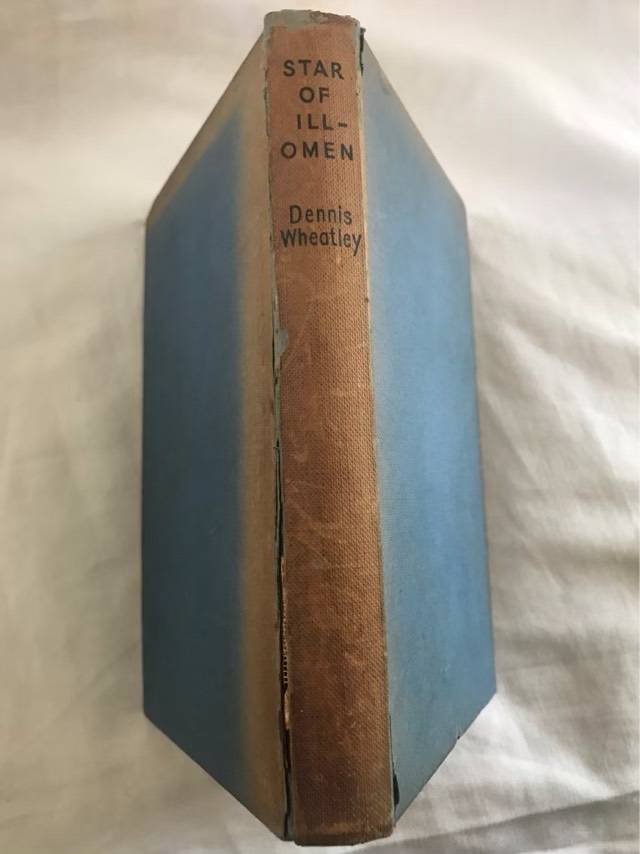 STAR
OF
ILL-
OMEN
Dennis
Wheatley